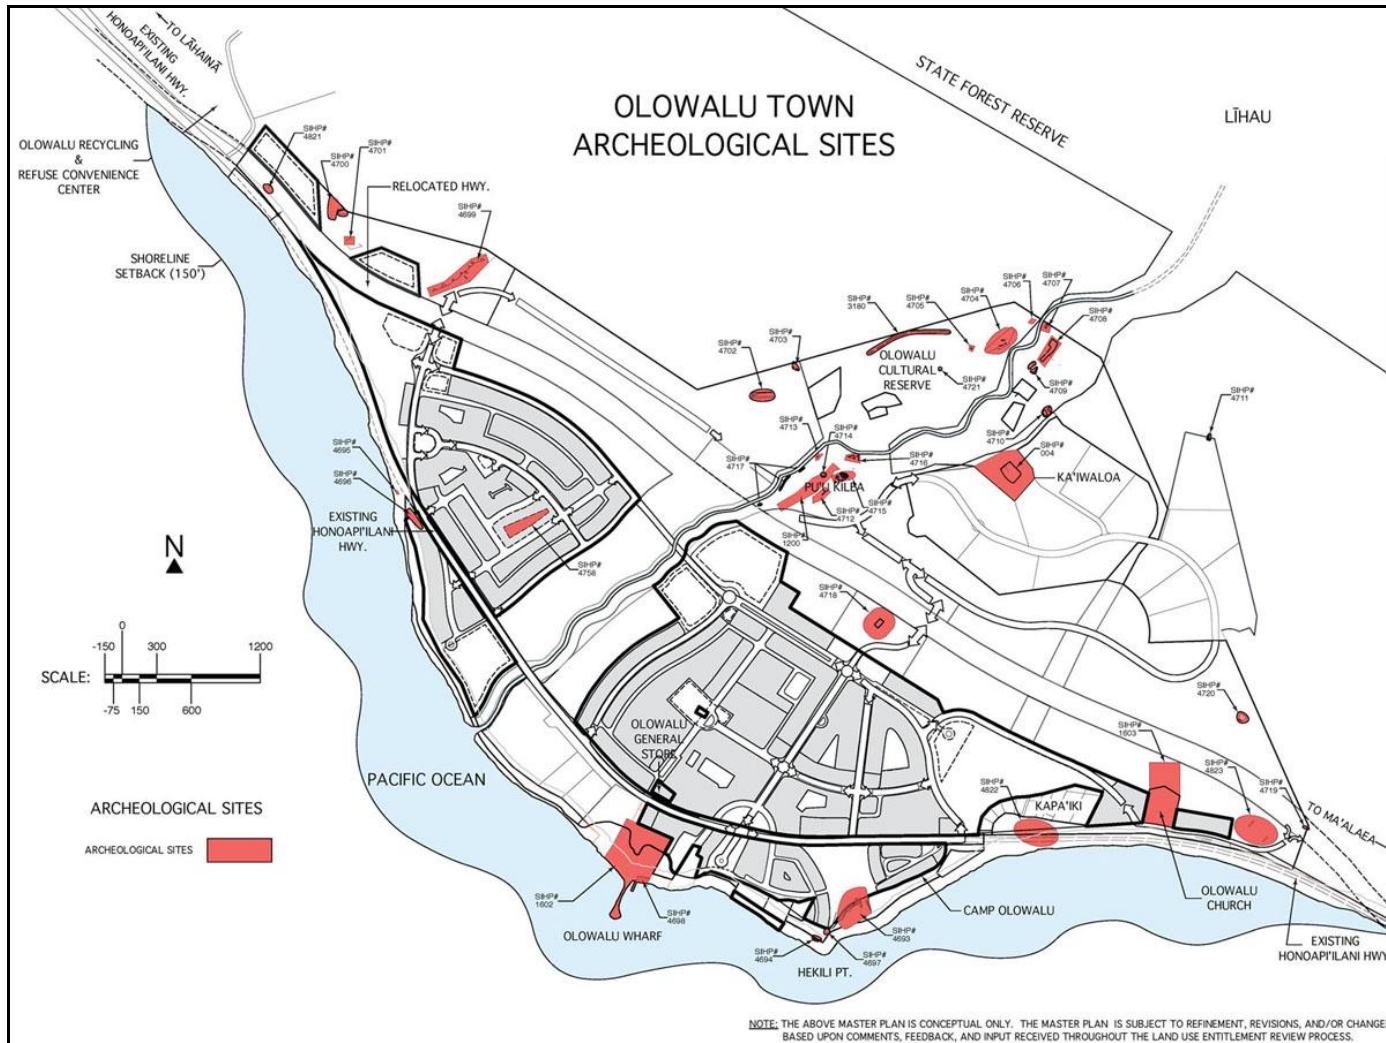 OLOWALU TOWN
ARCHEOLOGICAL SITES
TO LĀHAINĀ
EXISTING
HONOAPI'ILANI HWY.
STATE FOREST RESERVE
LĪHAU
OLOWALU RECYCLING
&
REFUSE CONVENIENCE
CENTER
SIHP#
4821
SIHP#
4700
SIHP#
4701
RELOCATED HWY.
SIHP#
4699
SHORELINE
SETBACK (150')
SIHP#
3180
SIHP#
4705
SIHP#
4704
SIHP#
4706
SIHP#
4707
SIHP#
4708
SIHP#
4702
SIHP#
4703
OLOWALU
CULTURAL
RESERVE
SIHP#
4721
SIHP#
4709
SIHP#
4711
SIHP#
4710
SIHP#
004
KA'IWALOA
SIHP#
4713
SIHP#
4714
SIHP#
4717
SIHP#
4716
PU'U KILEA
SIHP#
4715
SIHP#
4712
SIHP#
1200
SIHP#
4695
SIHP#
4696
EXISTING
HONOAPI'ILANI
HWY.
SIHP#
4758
SIHP#
4718
N
-150
0
300
1200
SCALE:
-75
150
600
SIHP#
4720
SIHP#
1603
SIHP#
4823
SIHP#
4719
TO MA'ALAEA
OLOWALU
GENERAL
STORE
PACIFIC OCEAN
SIHP#
4822
KAPA'IKI
ARCHEOLOGICAL SITES
ARCHEOLOGICAL SITES
SIHP#
1602
SIHP#
4698
OLOWALU WHARF
SIHP#
4694
SIHP#
4697
SIHP#
4693
HEKILI PT.
CAMP OLOWALU
OLOWALU
CHURCH
EXISTING
HONOAPI'ILANI HWY
NOTE: THE ABOVE MASTER PLAN IS CONCEPTUAL ONLY. THE MASTER PLAN IS SUBJECT TO REFINEMENT, REVISIONS, AND/OR CHANGE
BASED UPON COMMENTS, FEEDBACK, AND INPUT RECEIVED THROUGHOUT THE LAND USE ENTITLEMENT REVIEW PROCESS.